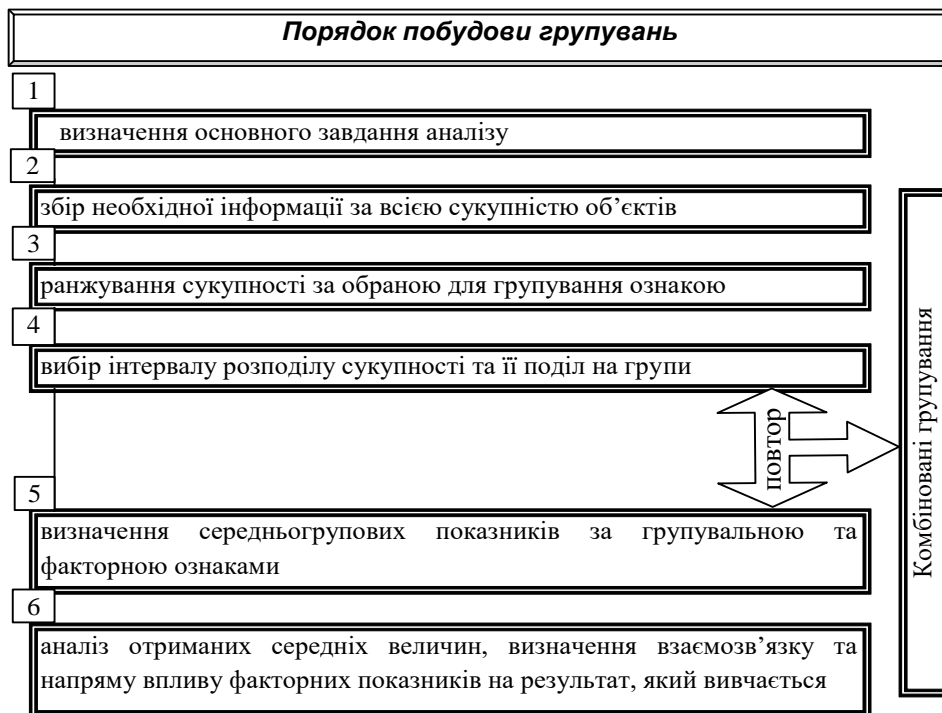 Порядок побудови групувань
1
визначення основного завдання аналізу
2
збір необхідної інформації за всією сукупністю об’єктів
3
ранжування сукупності за обраною для групування ознакою
4
вибір інтервалу розподілу сукупності та її поділ на групи
повтор
Комбіновані групування
5
визначення середньогрупових показників за групувальною та
факторною ознаками
6
аналіз отриманих середніх величин, визначення взаємозв’язку та
напряму впливу факторних показників на результат, який вивчається